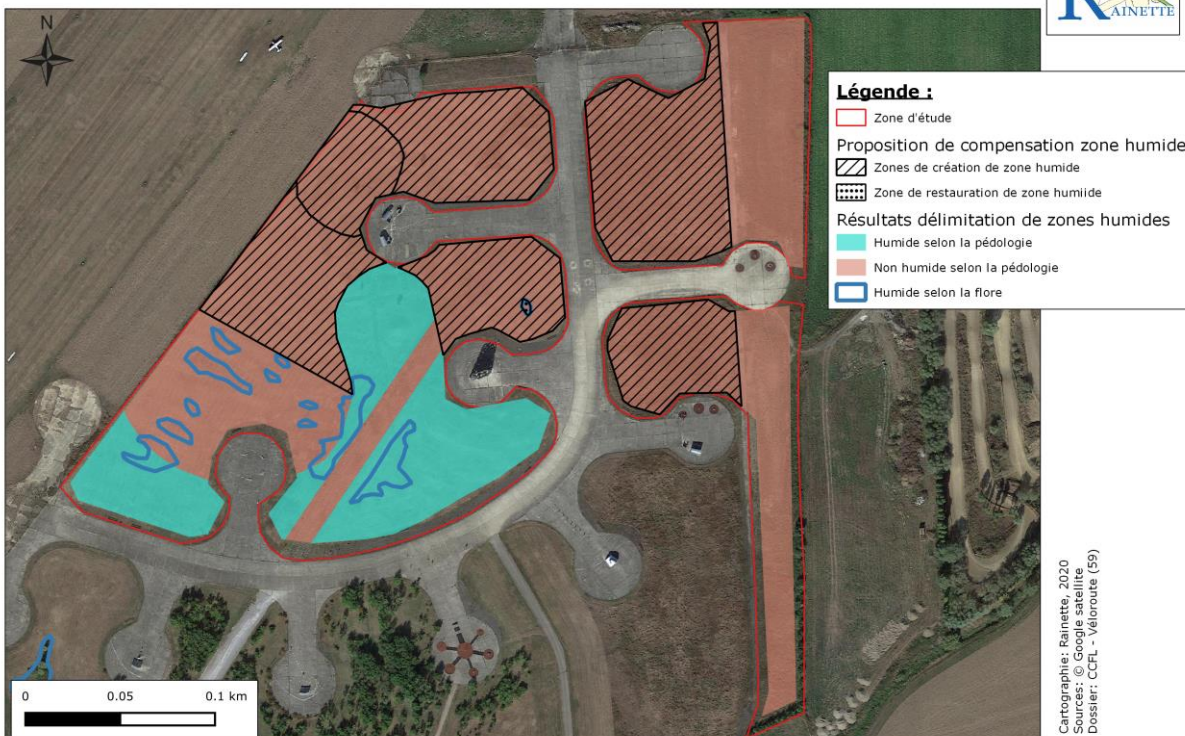 N
RAINETTE
Légende :
Zone d'étude
Proposition de compensation zone humide
Zones de création de zone humide
Zone de restauration de zone humiide
Résultats délimitation de zones humides
Humide selon la pédologie
Non humide selon la pédologie
Humide selon la flore
0 0.05 0.1 km
Cartographie: Rainette, 2020
Sources: © Google satellite
Dossier: CCFL - Véloroute (59)